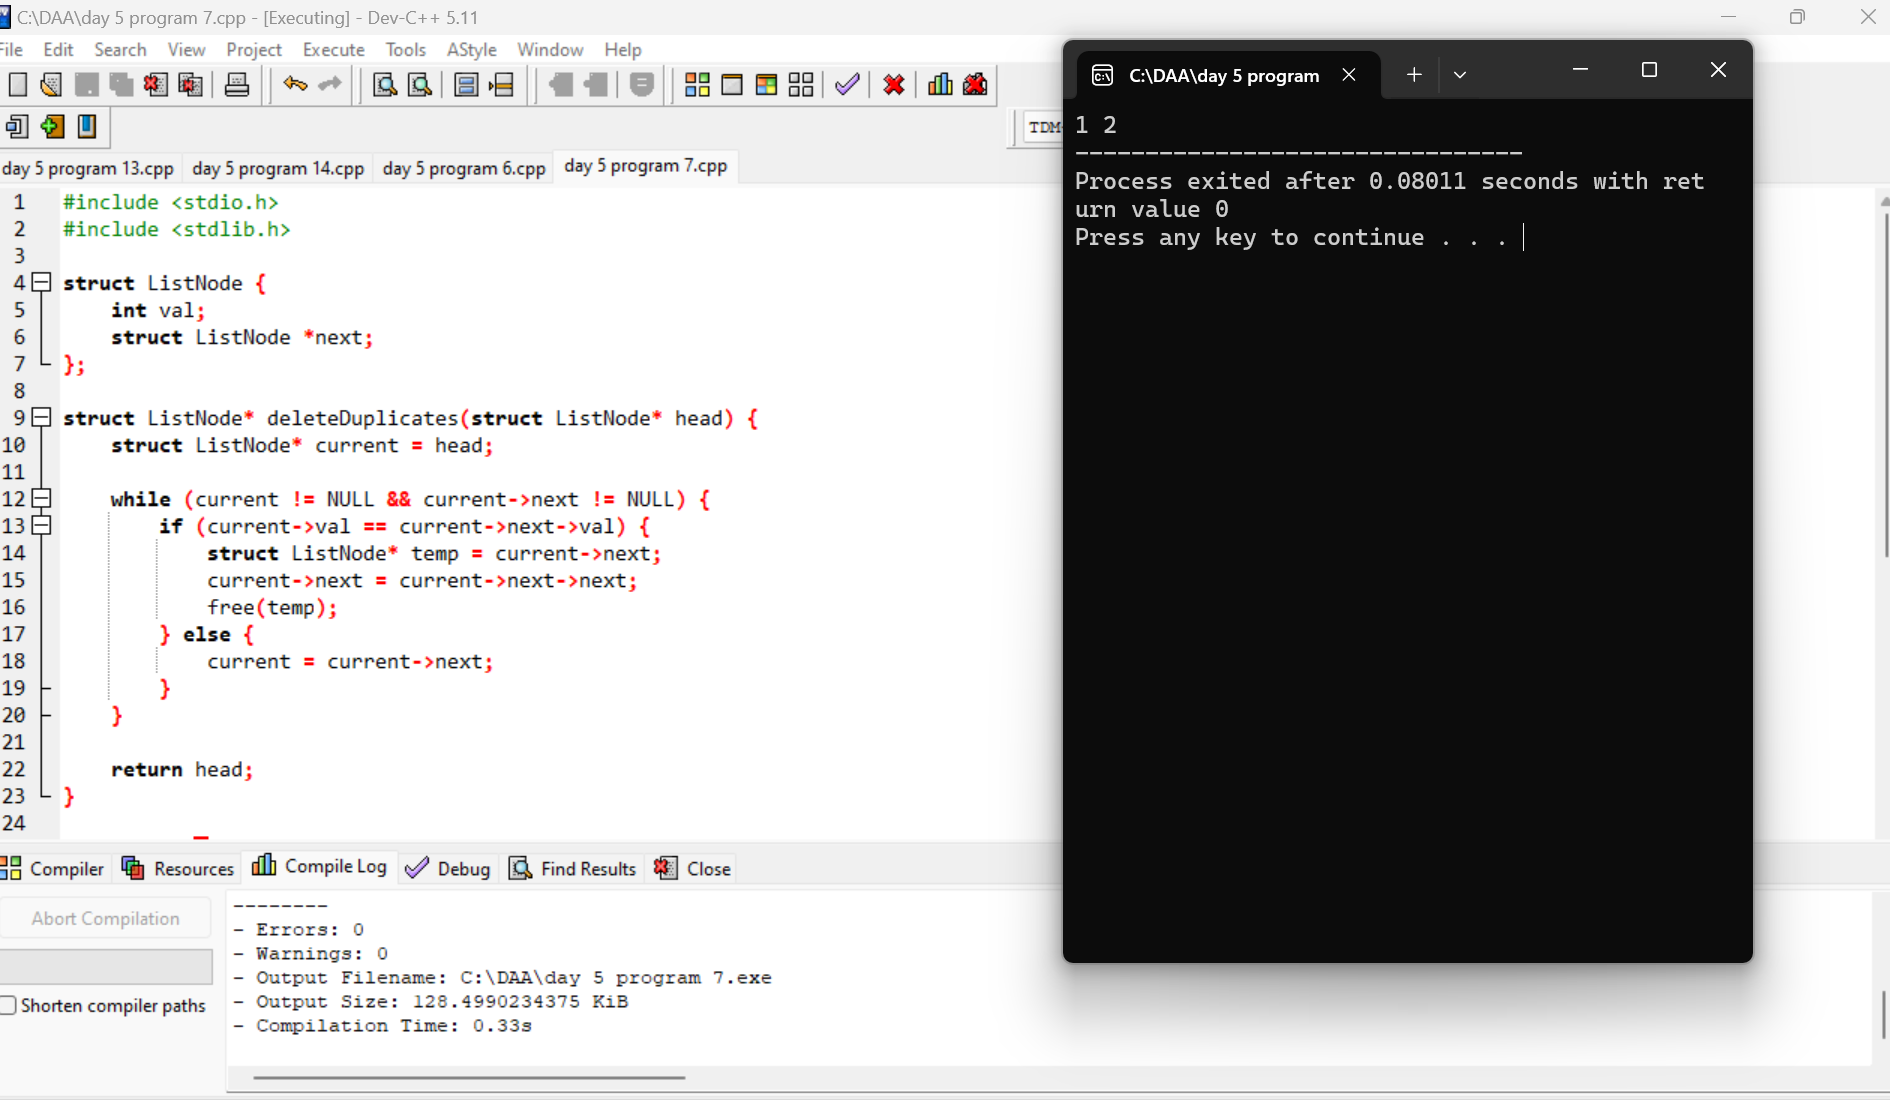 C:\DAA\day 5 program 7.cpp - [Executing] - Dev-C++ 5.11
File Edit Search View Project Execute Tools AStyle Window Help
TDM-
day 5 program 13.cpp day 5 program 14.cpp day 5 program 6.cpp day 5 program 7.cpp
1 #include <stdio.h>
2 #include <stdlib.h>
3
4 struct ListNode {
5 int val;
6 struct ListNode *next;
7 };
8
9 struct ListNode* deleteDuplicates(struct ListNode* head) {
10 struct ListNode* current = head;
11
12 while (current != NULL && current->next != NULL) {
13 if (current->val == current->next->val) {
14 struct ListNode* temp = current->next;
15 current->next = current->next->next;
16 free(temp);
17 } else {
18 current = current->next;
19 }
20 }
21
22 return head;
23 }
24
C:\DAA\day 5 program
1 2
--------------------------------
Process exited after 0.08011 seconds with ret
urn value 0
Press any key to continue . . .
Compiler Resources Compile Log Debug Find Results Close
Abort Compilation
Shorten compiler paths
--------
- Errors: 0
- Warnings: 0
- Output Filename: C:\DAA\day 5 program 7.exe
- Output Size: 128.4990234375 KiB
- Compilation Time: 0.33s